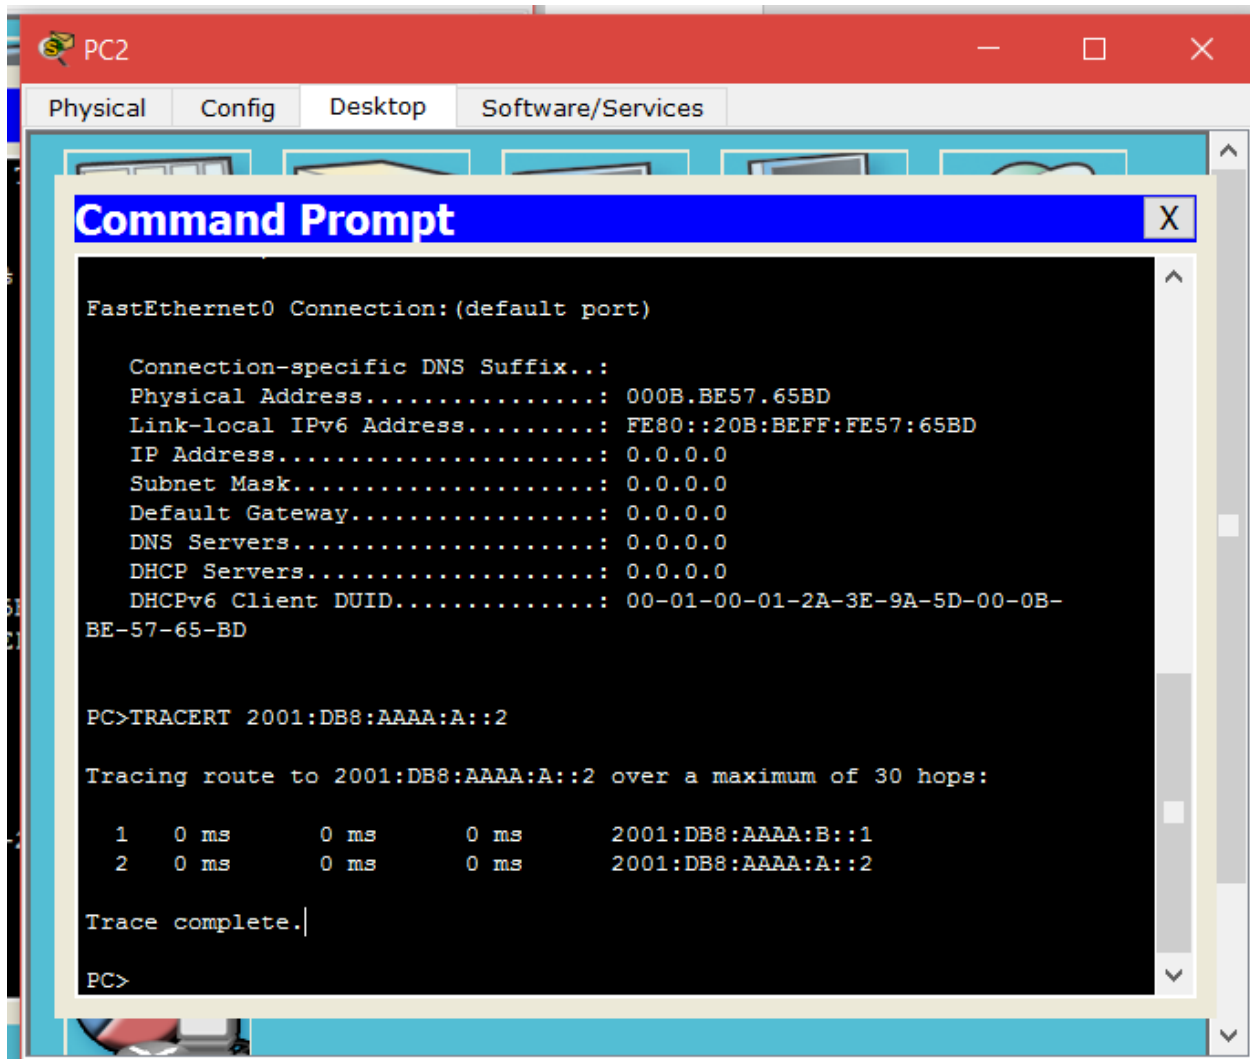 PC2
Physical Config Desktop Software/Services
Command Prompt X
FastEthernet0 Connection:(default port)
Connection-specific DNS Suffix..:
Physical Address................: 000B.BE57.65BD
Link-local IPv6 Address.........: FE80::20B:BEFF:FE57:65BD
IP Address......................: 0.0.0.0
Subnet Mask.....................: 0.0.0.0
Default Gateway.................: 0.0.0.0
DNS Servers.....................: 0.0.0.0
DHCP Servers....................: 0.0.0.0
DHCPv6 Client DUID..............: 00-01-00-01-2A-3E-9A-5D-00-0B-
BE-57-65-BD
PC>TRACERT 2001:DB8:AAAA:A::2
Tracing route to 2001:DB8:AAAA:A::2 over a maximum of 30 hops:
1 0 ms 0 ms 0 ms 2001:DB8:AAAA:B::1
2 0 ms 0 ms 0 ms 2001:DB8:AAAA:A::2
Trace complete.
PC>